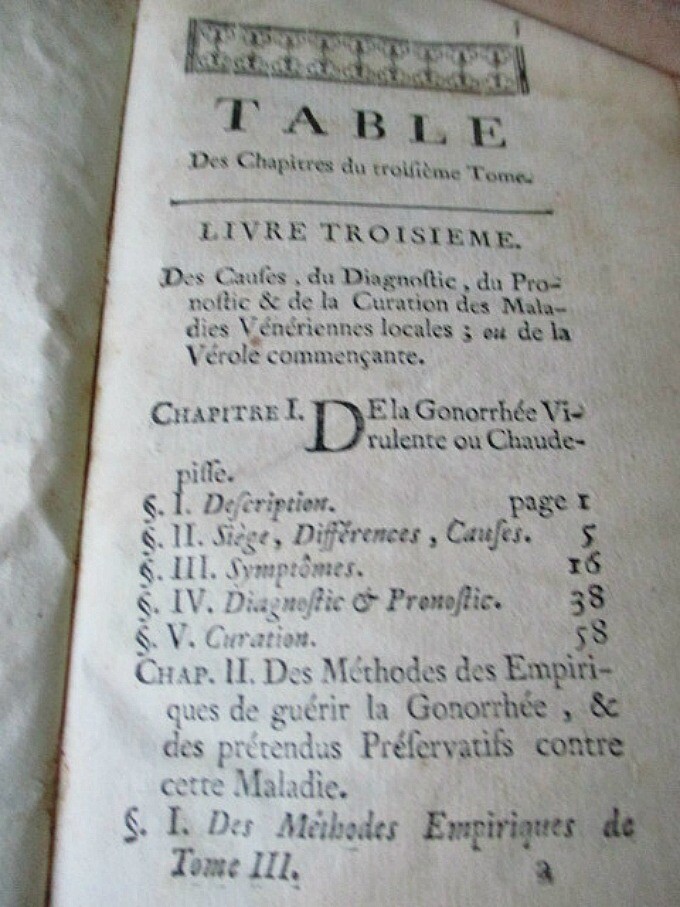 TABLE
Des Chapitres du troiſième Tome.
LIVRE TROISIEME.
Des Cauſes, du Diagnoſtic, du Pro-
noſtic & de la Curation des Mala-
dies Vénériennes locales ; ou de la
Vérole commençante.
CHAPITRE I. DE la Gonorrhée Vi-
rulente ou Chaude-
piſſe.
§. I. Deſcription. page 1
§. II. Siège, Différences, Cauſes. 5
§. III. Symptômes. 16
§. IV. Diagnoſtic & Pronoſtic. 38
§. V. Curation. 58
CHAP. II. Des Méthodes des Empiri-
ques de guérir la Gonorrhée, &
des prétendus Préſervatifs contre
cette Maladie.
§. I. Des Méthodes Empiriques de
Tome III. a